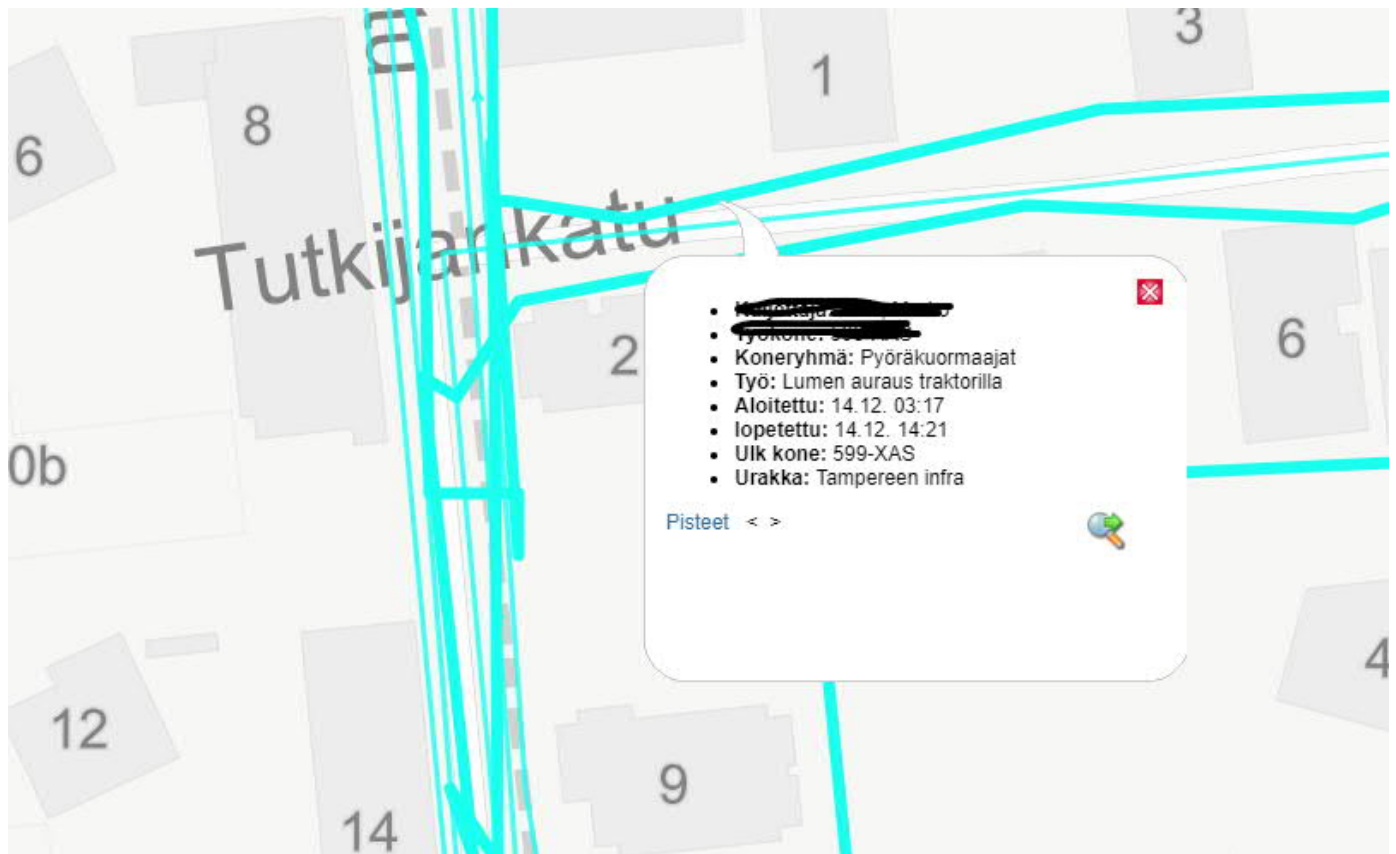 3
1
8
6
Tutkijankatu
2
6
• Koneryhmä: Pyöräkuormaajat
• Työ: Lumen auraus traktorilla
• Aloitettu: 14.12. 03:17
• lopetettu: 14.12. 14:21
• Ulk kone: 599-XAS
• Urakka: Tampereen infra
0b
Pisteet < >
4
12
9
14